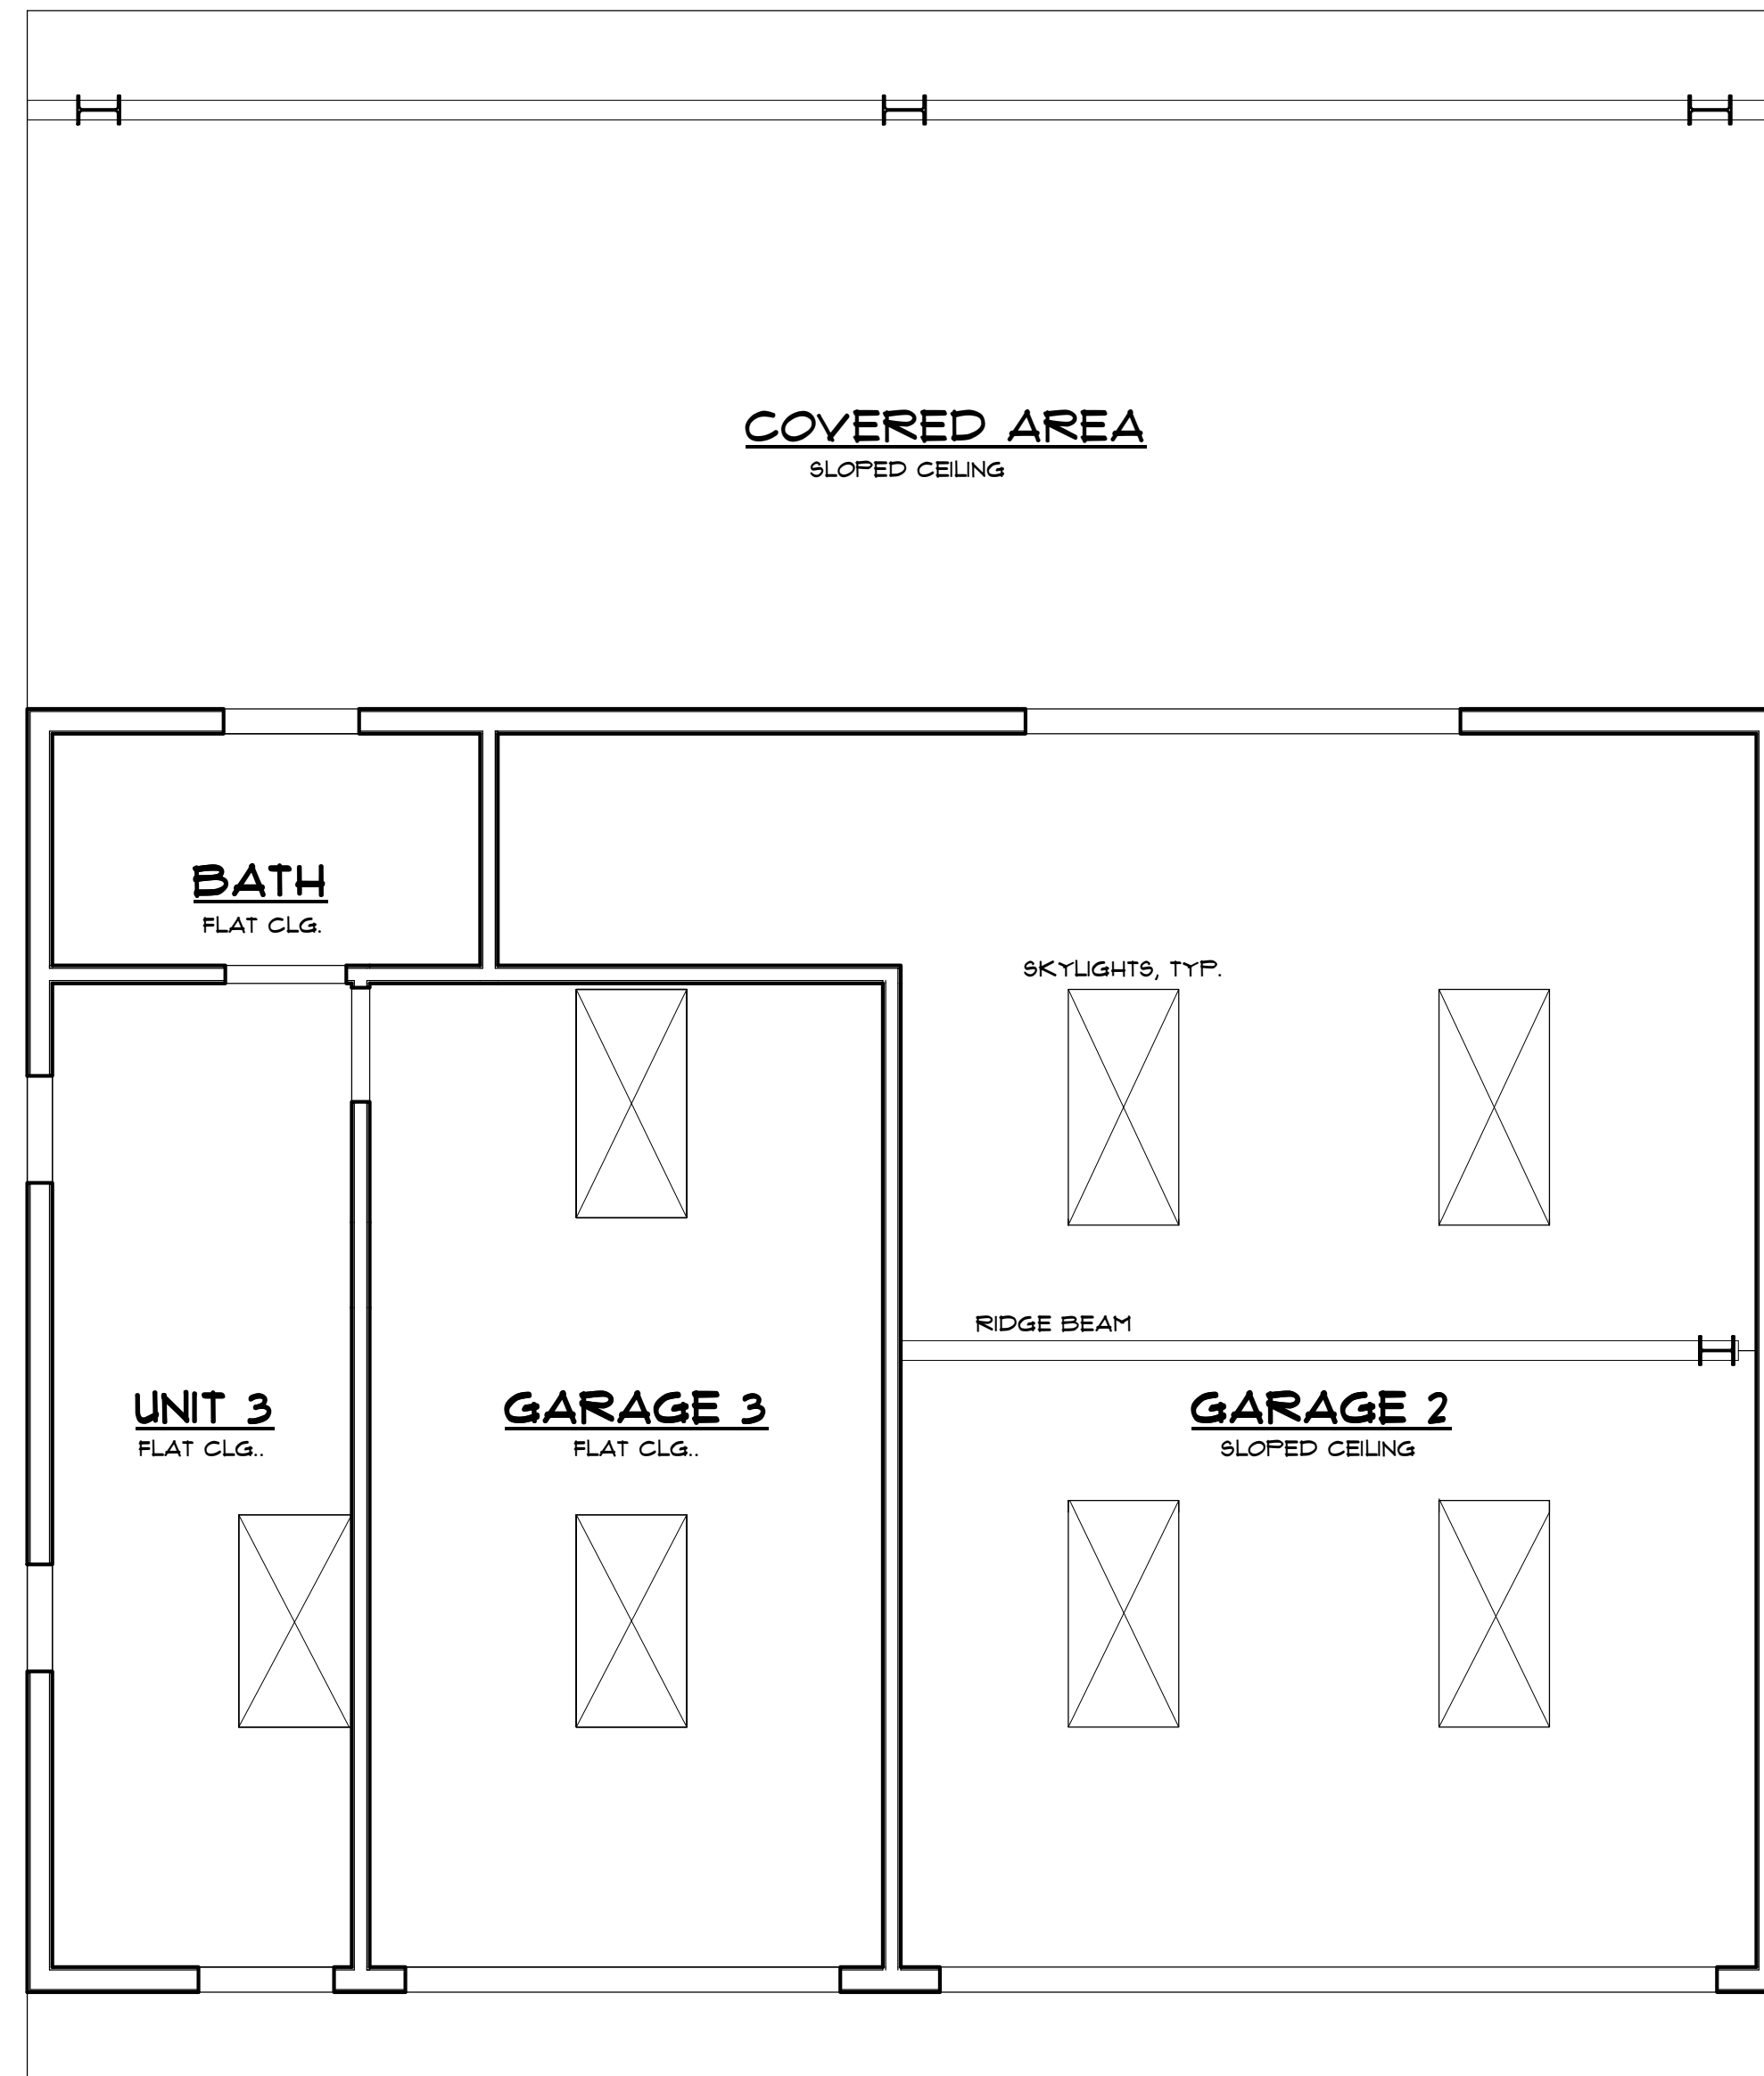 COVERED AREA
SLOPED CEILING
BATH
FLAT CLG.
SKYLIGHTS, TYP.
RIDGE BEAM
UNIT 3
FLAT CLG..
GARAGE 3
FLAT CLG..
GARAGE 2
SLOPED CEILING